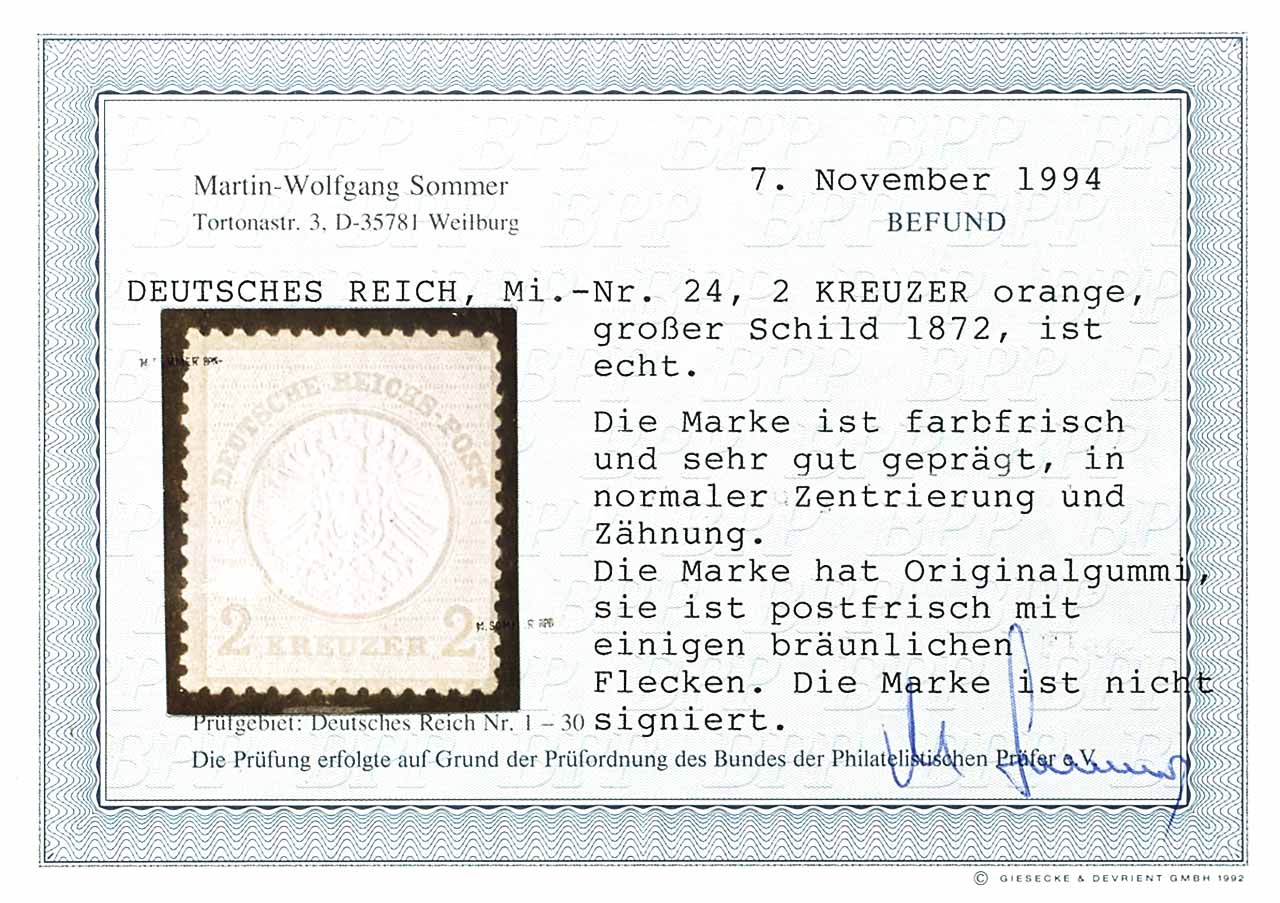 Martin-Wolfgang Sommer
Tortonastr. 3, D-35781 Weilburg
7. November 1994
BEFUND
DEUTSCHES REICH, Mi.-Nr. 24, 2 KREUZER orange,
großer Schild 1872, ist
echt.
Die Marke ist farbfrisch
und sehr gut geprägt, in
normaler Zentrierung und
Zähnung.
Die Marke hat Originalgummi,
sie ist postfrisch mit
einigen bräunlichen
Flecken. Die Marke ist nicht
signiert.
DEUTSCHE REICHS-POST
2 KREUZER 2
Prüfgebiet: Deutsches Reich Nr. 1 – 30
Die Prüfung erfolgte auf Grund der Prüfordnung des Bundes der Philatelistischen Prüfer e.V.
© GIESECKE & DEVRIENT GMBH 1992